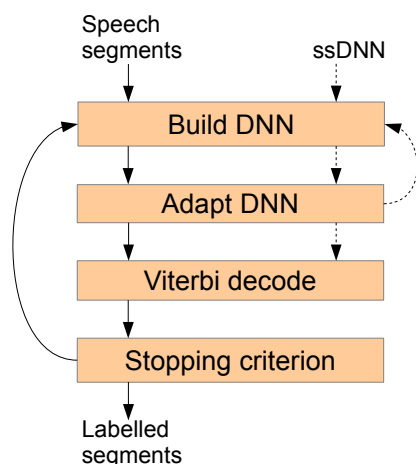 Speech
segments
ssDNN
Build DNN
Adapt DNN
Viterbi decode
Stopping criterion
Labelled
segments